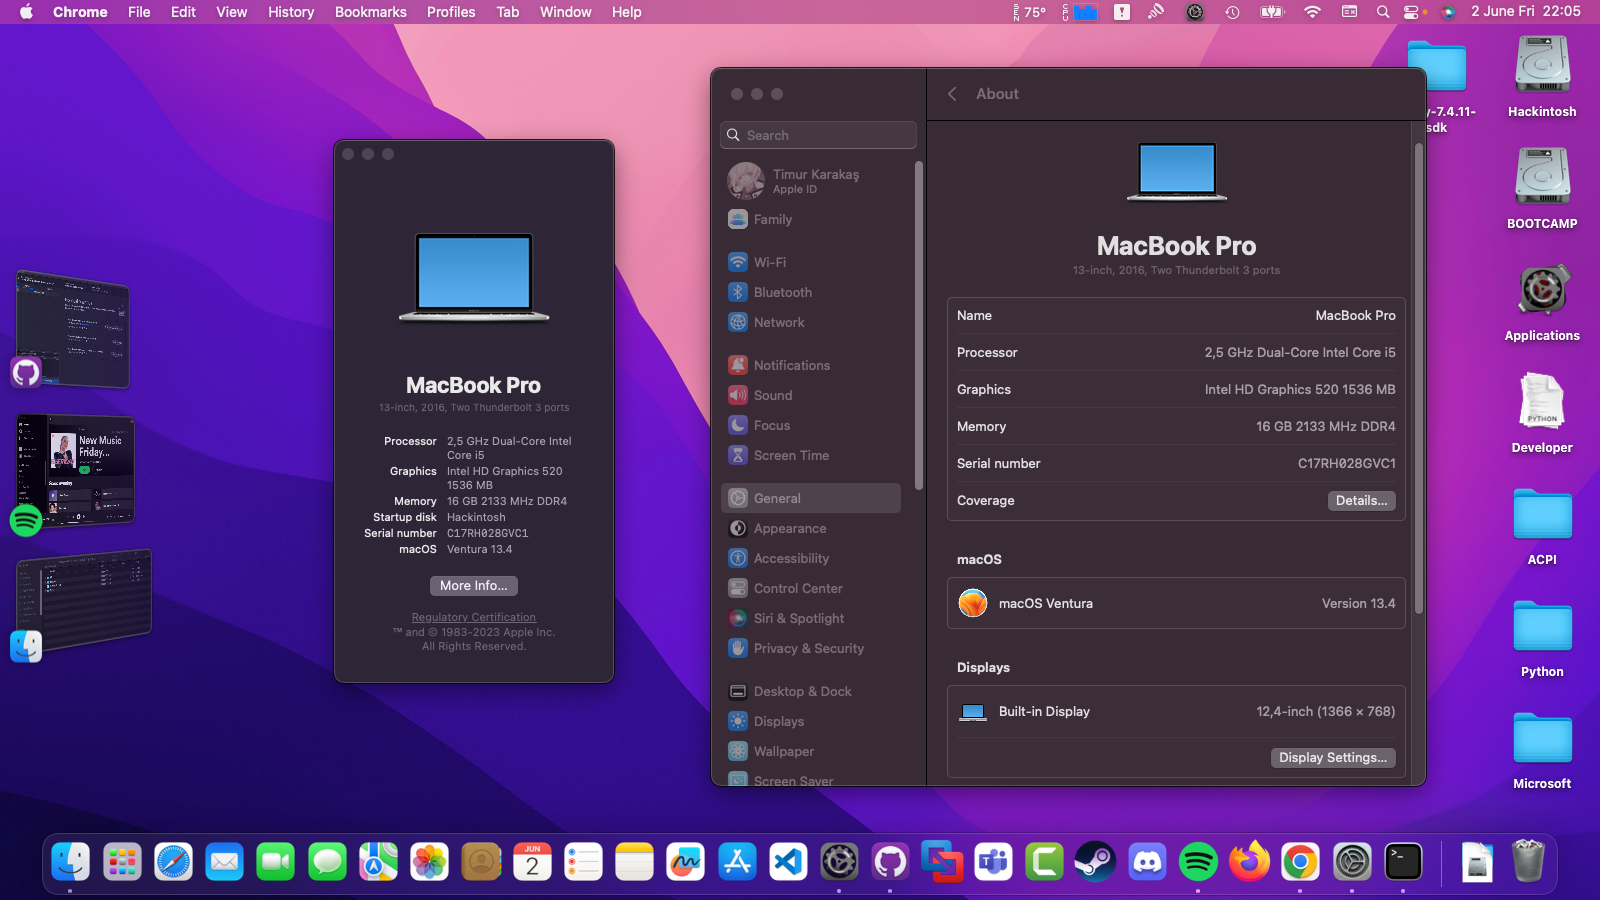 Chrome File Edit View History Bookmarks Profiles Tab Window Help
SEN 75° CPU 2 June Fri 22:05
New Music
Friday...
MacBook Pro
13-inch, 2016, Two Thunderbolt 3 ports
Processor 2,5 GHz Dual-Core Intel
Core i5
Graphics Intel HD Graphics 520
1536 MB
Memory 16 GB 2133 MHz DDR4
Startup disk Hackintosh
Serial number C17RH028GVC1
macOS Ventura 13.4
More Info...
Regulatory Certification
™ and © 1983-2023 Apple Inc.
All Rights Reserved.
Search
Timur Karakaş
Apple ID
Family
Wi-Fi
Bluetooth
Network
Notifications
Sound
Focus
Screen Time
General
Appearance
Accessibility
Control Center
Siri & Spotlight
Privacy & Security
Desktop & Dock
Displays
Wallpaper
Screen Saver
About
MacBook Pro
13-inch, 2016, Two Thunderbolt 3 ports
Name MacBook Pro
Processor 2,5 GHz Dual-Core Intel Core i5
Graphics Intel HD Graphics 520 1536 MB
Memory 16 GB 2133 MHz DDR4
Serial number C17RH028GVC1
Coverage Details...
macOS
macOS Ventura Version 13.4
Displays
Built-in Display 12,4-inch (1366 × 768)
Display Settings...
y-7.4.11-
sdk
Hackintosh
BOOTCAMP
Applications
PYTHON
Developer
ACPI
Python
Microsoft
JUN
2